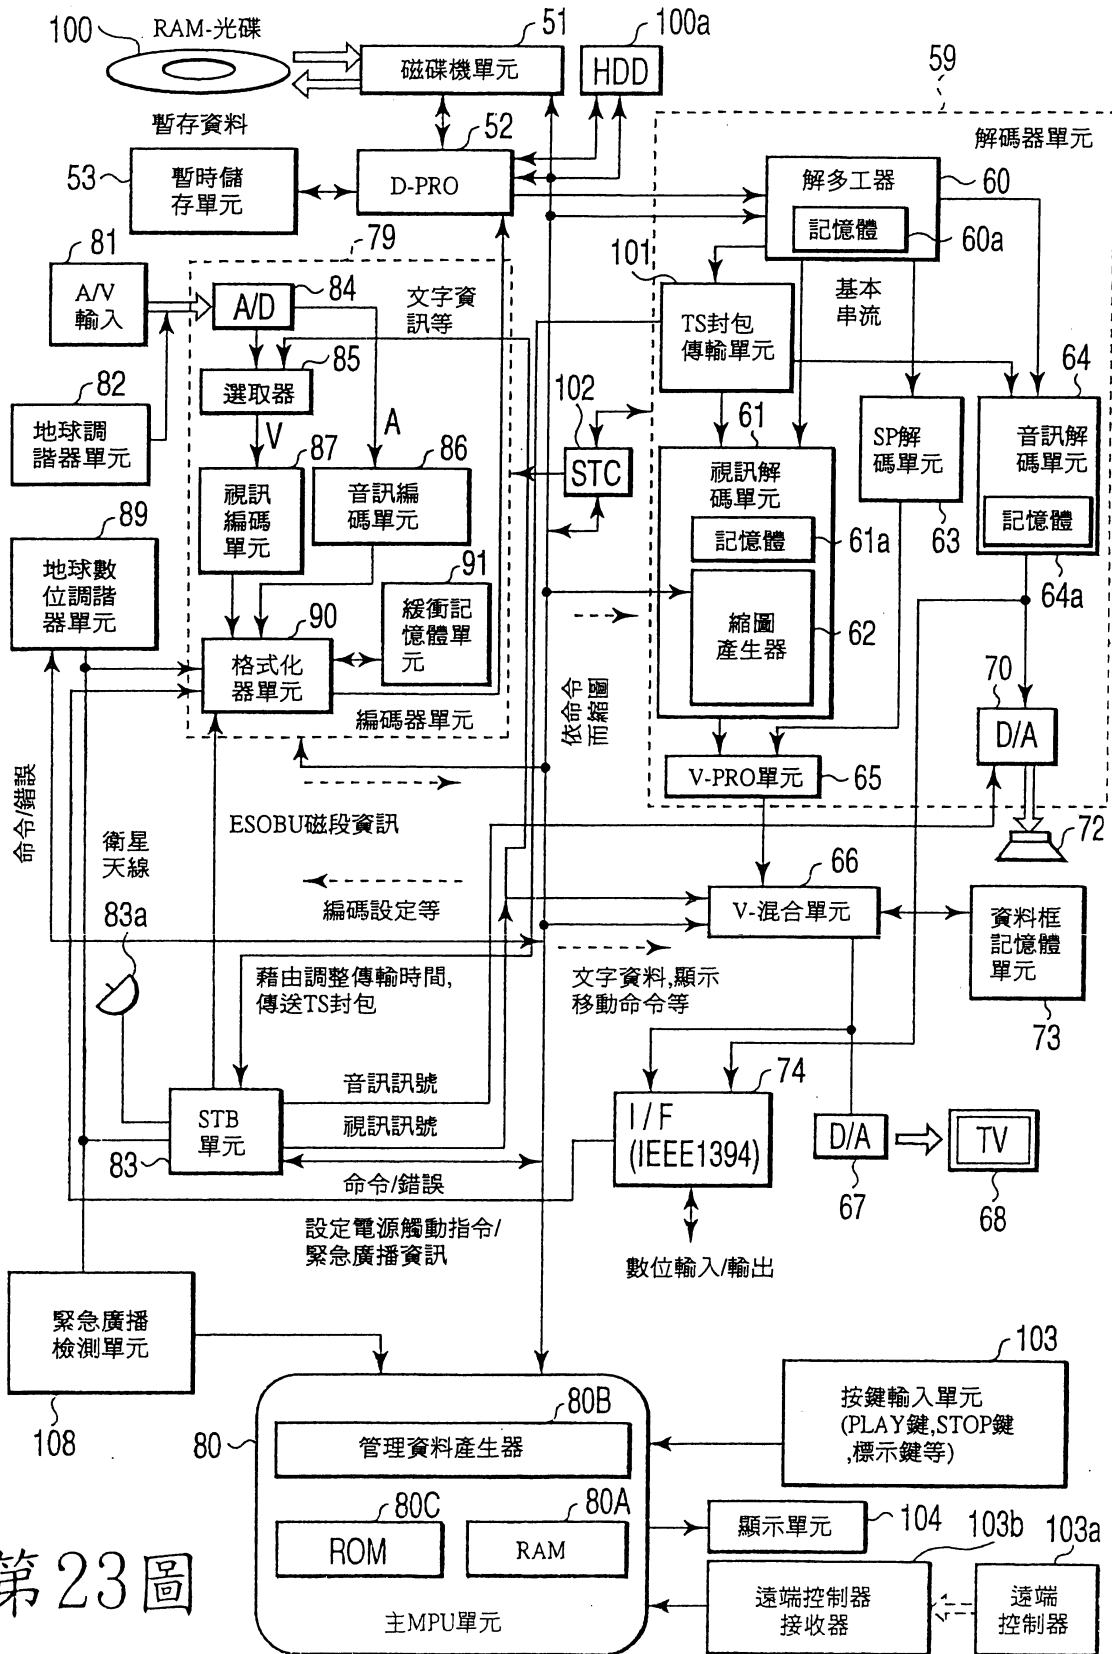 100
RAM-光碟
51
磁碟機單元
100a
HDD
59
暫存資料
52
D-PRO
53
暫時儲
存單元
解碼器單元
解多工器
60
記憶體
60a
79
81
A/V
輸入
A/D
84
文字資
訊等
101
TS封包
傳輸單元
基本
串流
85
選取器
82
地球調
諧器單元
V
A
102
STC
61
64
87
視訊
編碼
單元
86
音訊編
碼單元
視訊解
碼單元
記憶體
61a
SP解
碼單元
63
音訊解
碼單元
記憶體
64a
89
地球數
位調諧
器單元
91
緩衝記
憶體單
元
90
格式化
器單元
縮圖
產生器
62
編碼器單元
依命令
而縮圖
70
D/A
V-PRO單元
65
命令/錯誤
ESOBU磁段資訊
72
衛星
天線
83a
編碼設定等
66
V-混合單元
資料框
記憶體
單元
73
藉由調整傳輸時間,
傳送TS封包
文字資料,顯示
移動命令等
音訊訊號
視訊訊號
STB
單元
83
74
I/F
(IEEE1394)
D/A
67
TV
68
命令/錯誤
設定電源觸動指令/
緊急廣播資訊
數位輸入/輸出
緊急廣播
檢測單元
108
103
按鍵輸入單元
(PLAY鍵,STOP鍵
,標示鍵等)
80
80B
管理資料產生器
80C
ROM
80A
RAM
主MPU單元
顯示單元
104
103b
遠端控制器
接收器
103a
遠端
控制器
第23圖